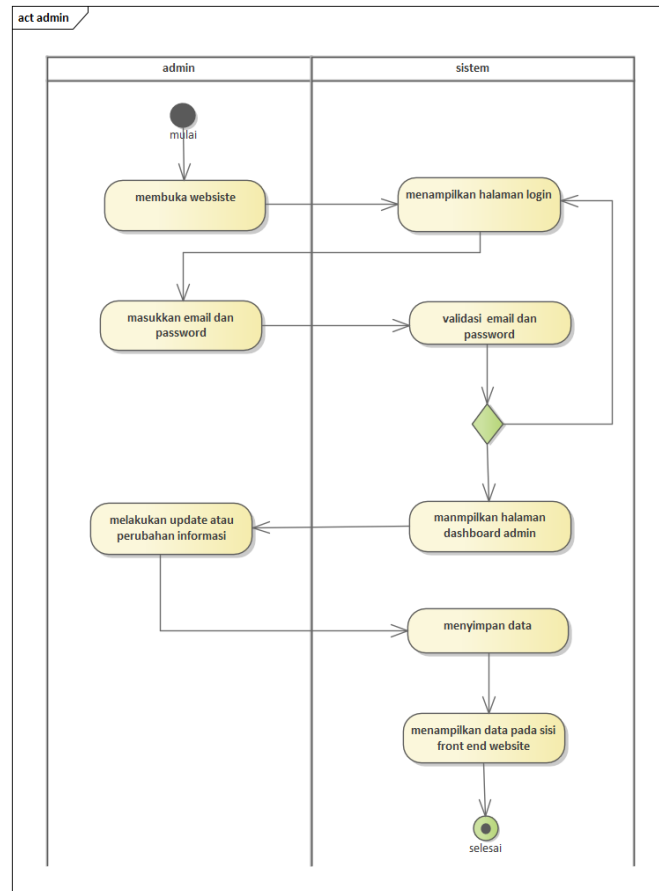 act admin
admin
sistem
mulai
membuka websiste
menampilkan halaman login
masukkan email dan
password
validasi email dan
password
manmpilkan halaman
dashboard admin
melakukan update atau
perubahan informasi
menyimpan data
menampilkan data pada sisi
front end website
selesai